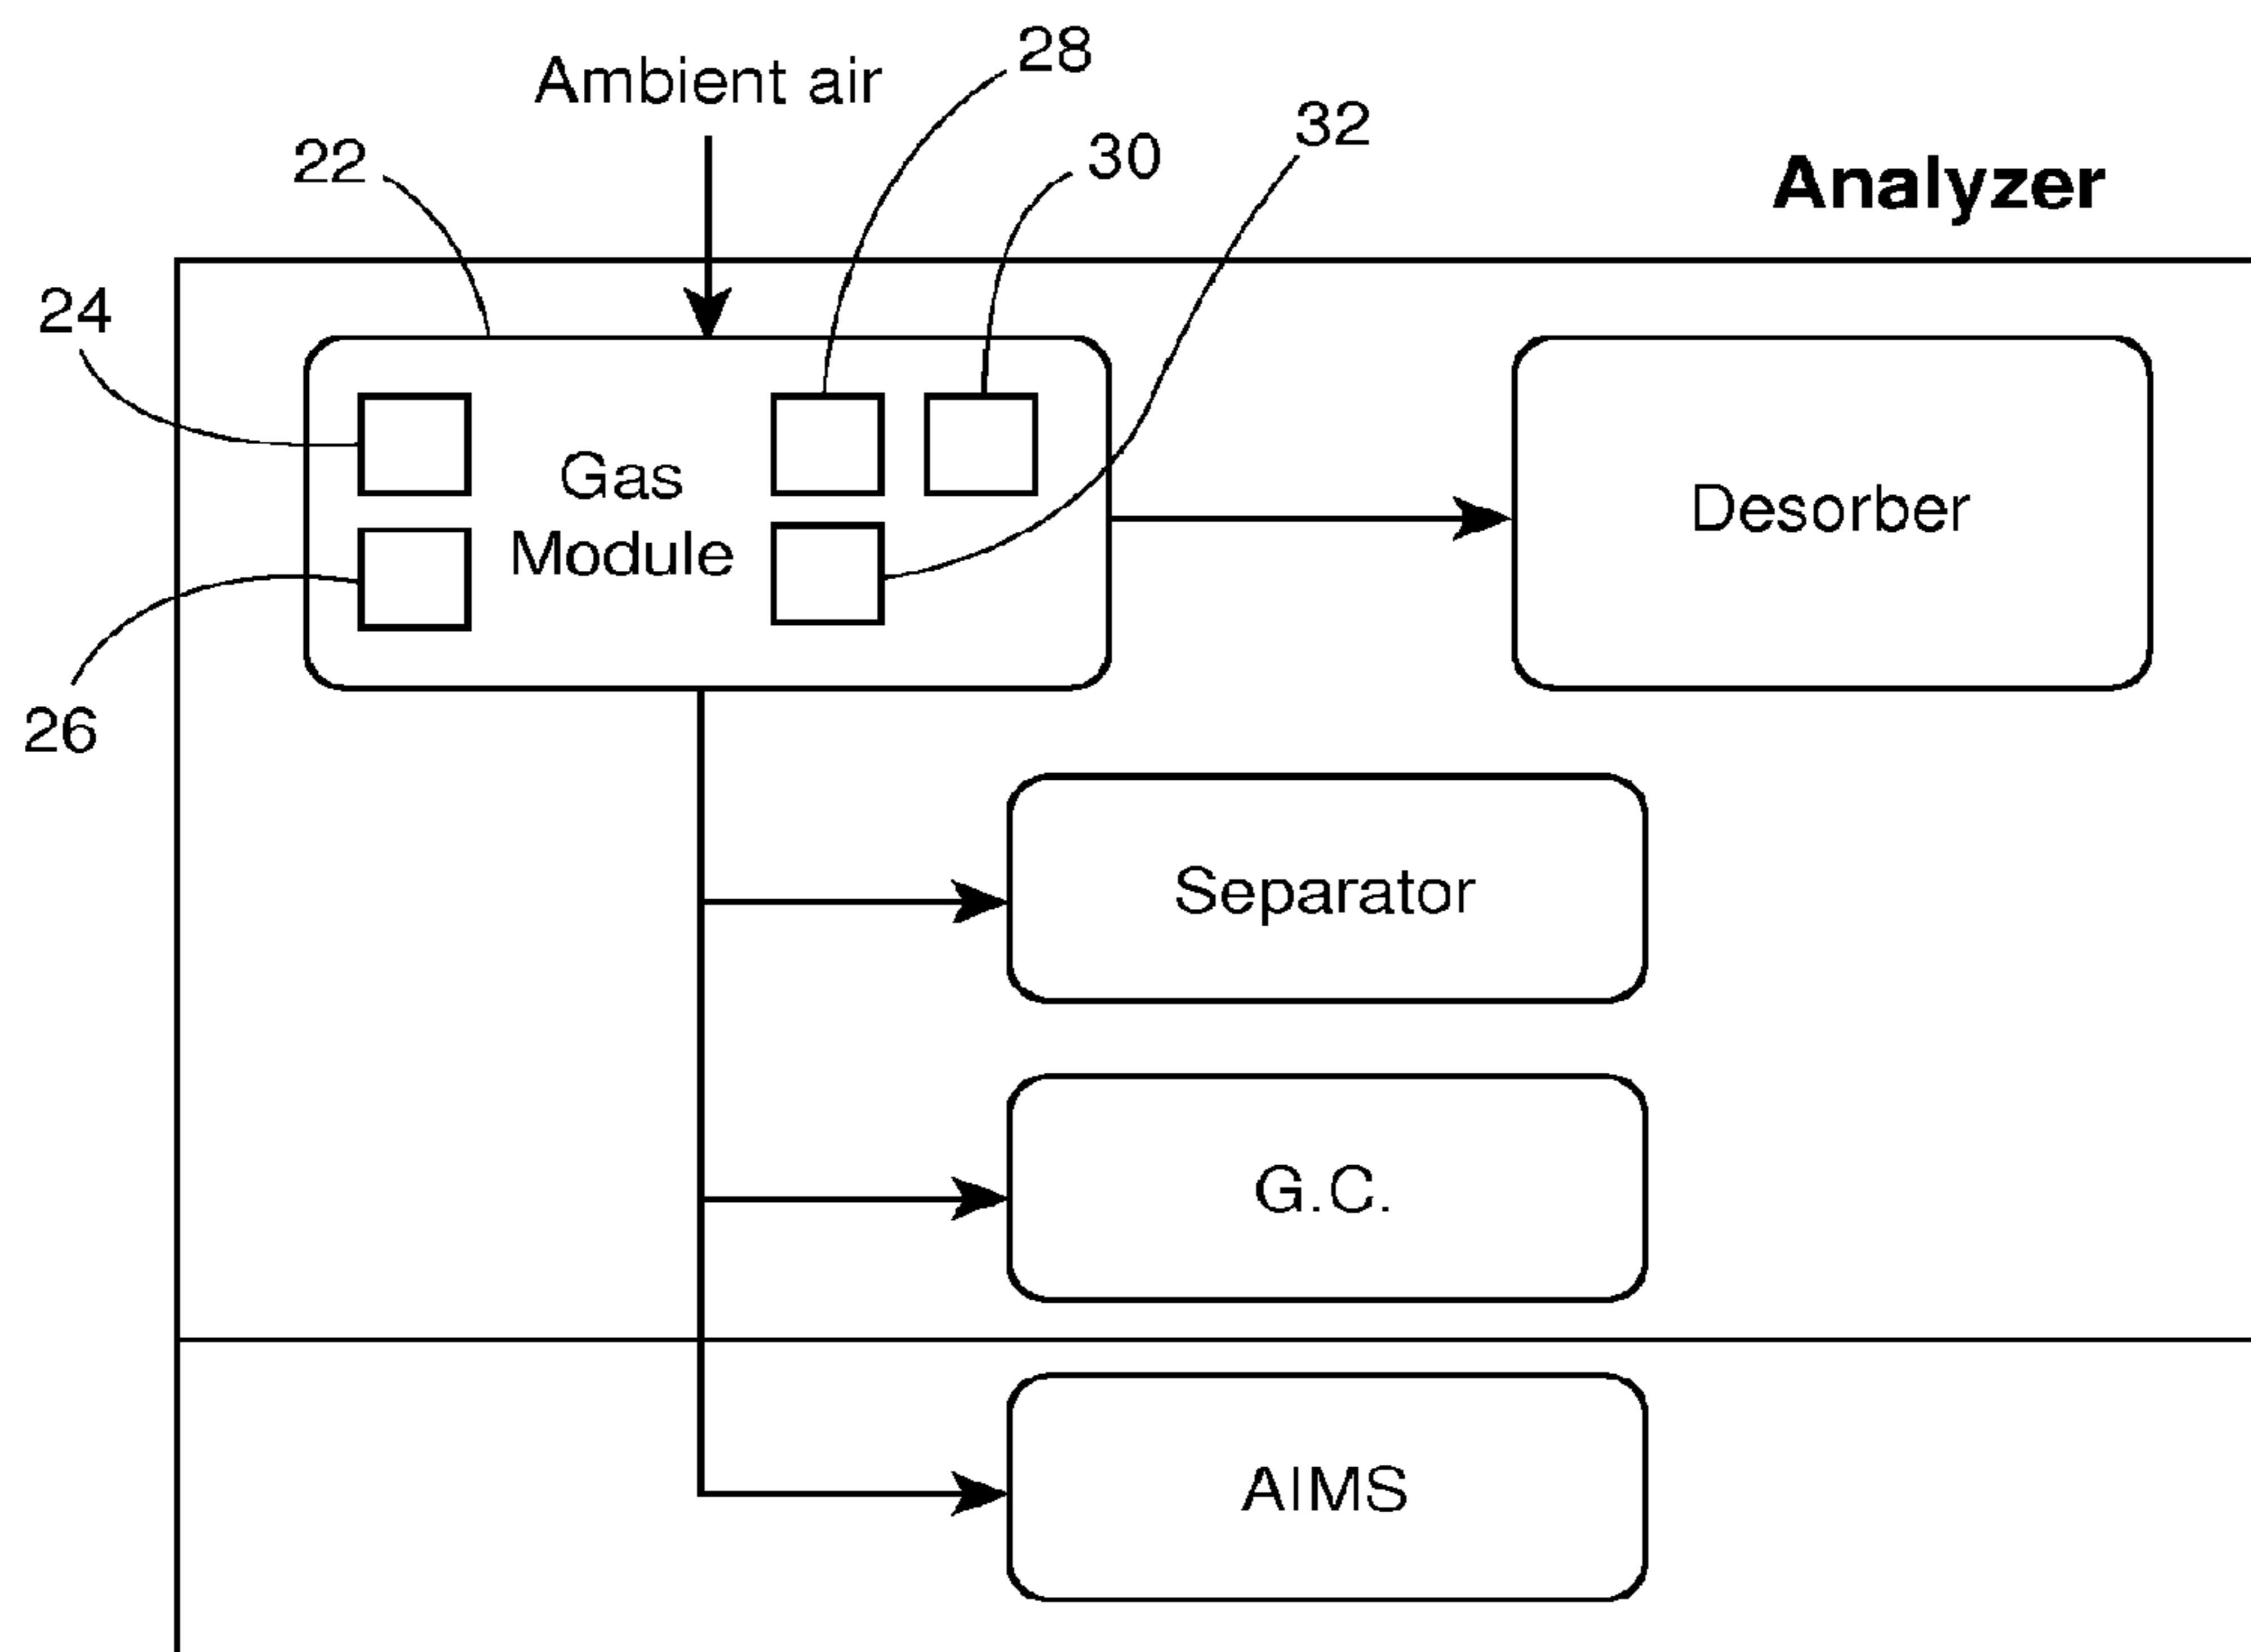 28
Ambient air
32
30
22
Analyzer
24
Gas
Module
Desorber
26
Separator
G.C.
AIMS